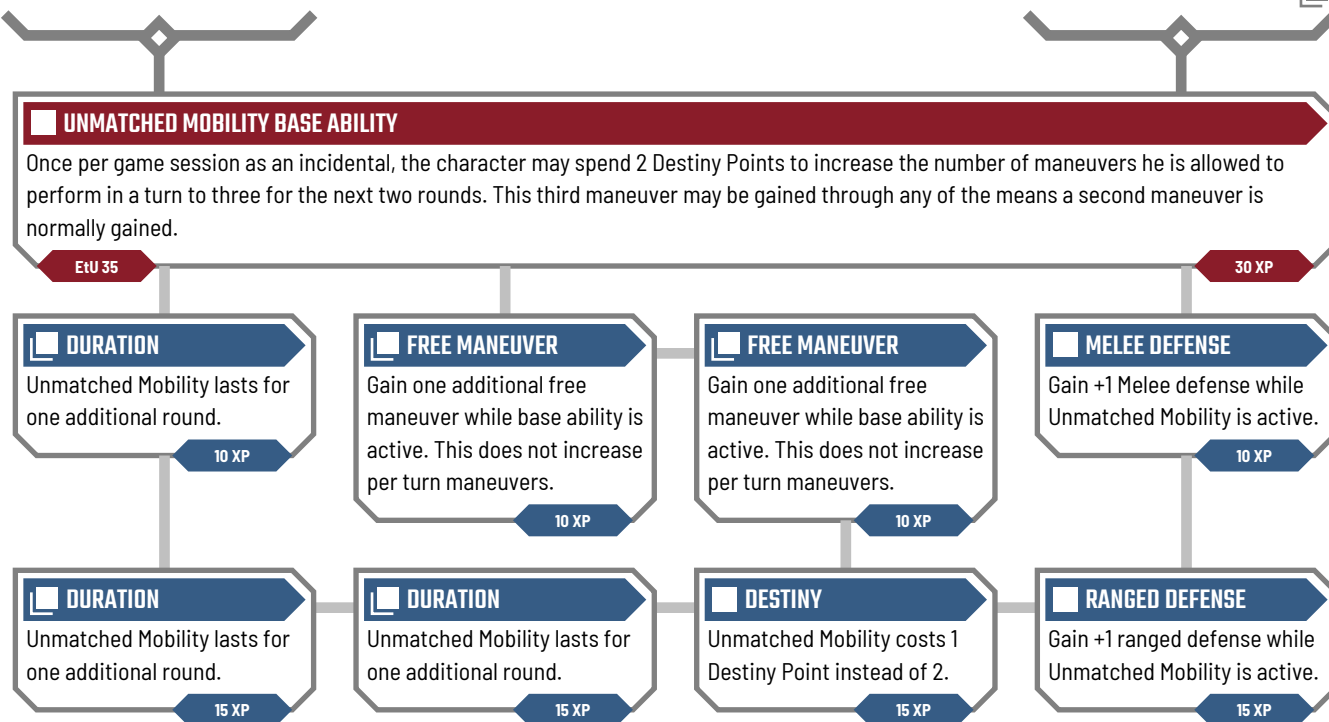 UNMATCHED MOBILITY BASE ABILITY
Once per game session as an incidental, the character may spend 2 Destiny Points to increase the number of maneuvers he is allowed to
perform in a turn to three for the next two rounds. This third maneuver may be gained through any of the means a second maneuver is
normally gained.
EtU 35
30 XP
DURATION
Unmatched Mobility lasts for
one additional round.
10 XP
FREE MANEUVER
Gain one additional free
maneuver while base ability is
active. This does not increase
per turn maneuvers.
10 XP
FREE MANEUVER
Gain one additional free
maneuver while base ability is
active. This does not increase
per turn maneuvers.
10 XP
MELEE DEFENSE
Gain +1 Melee defense while
Unmatched Mobility is active.
10 XP
DURATION
Unmatched Mobility lasts for
one additional round.
15 XP
DURATION
Unmatched Mobility lasts for
one additional round.
15 XP
DESTINY
Unmatched Mobility costs 1
Destiny Point instead of 2.
15 XP
RANGED DEFENSE
Gain +1 ranged defense while
Unmatched Mobility is active.
15 XP